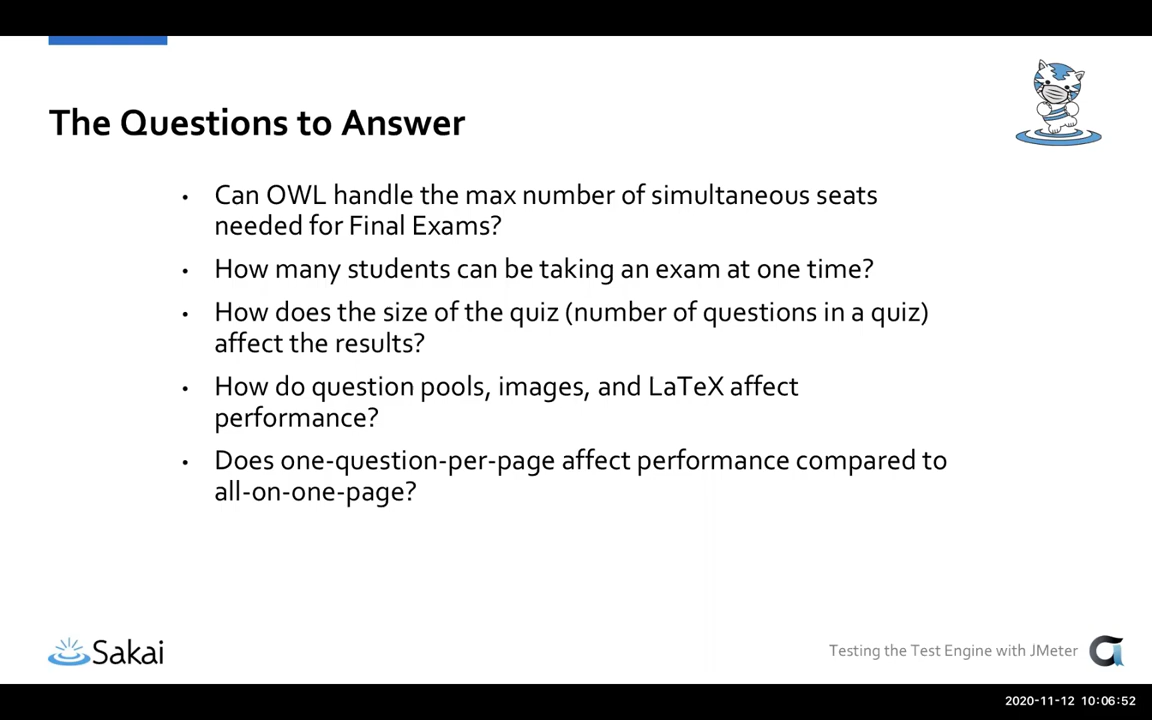 The Questions to Answer
• Can OWL handle the max number of simultaneous seats
needed for Final Exams?
• How many students can be taking an exam at one time?
• How does the size of the quiz (number of questions in a quiz)
affect the results?
• How do question pools, images, and LaTeX affect
performance?
• Does one-question-per-page affect performance compared to
all-on-one-page?
Sakai
Testing the Test Engine with JMeter
2020-11-12 10:06:52